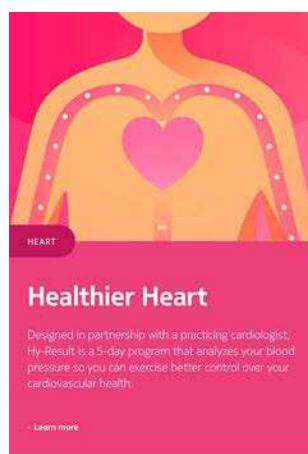 HEART
Healthier Heart
Designed in partnership with a practicing cardiologist,
Hy-Result is a 5-day program that analyzes your blood
pressure so you can exercise better control over your
cardiovascular health.
- Learn more